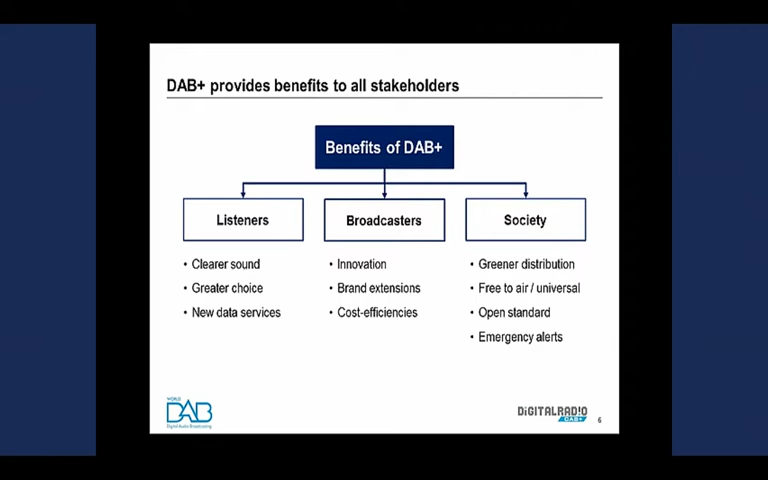 DAB+ provides benefits to all stakeholders
Benefits of DAB+
Listeners
Broadcasters
Society
• Clearer sound
• Greater choice
• New data services
• Innovation
• Brand extensions
• Cost-efficiencies
• Greener distribution
• Free to air / universal
• Open standard
• Emergency alerts
WORLD
DAB
Digital Audio Broadcasting
DiGITALRADIO
DAB+
6